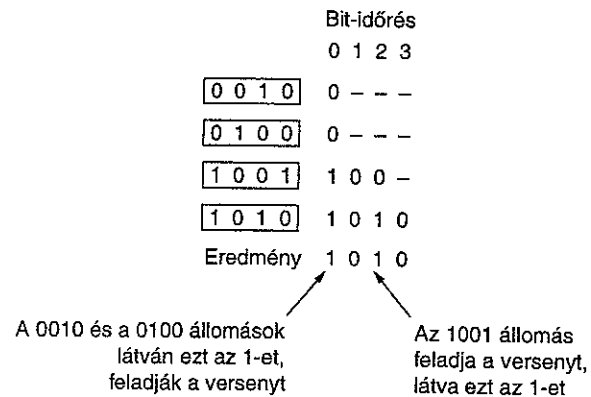 Bit-időrés
0 1 2 3
0 0 1 0 0 – – –
0 1 0 0 0 – – –
1 0 0 1 1 0 0 –
1 0 1 0 1 0 1 0
Eredmény 1 0 1 0
A 0010 és a 0100 állomások
látván ezt az 1-et,
feladják a versenyt
Az 1001 állomás
feladja a versenyt,
látva ezt az 1-et